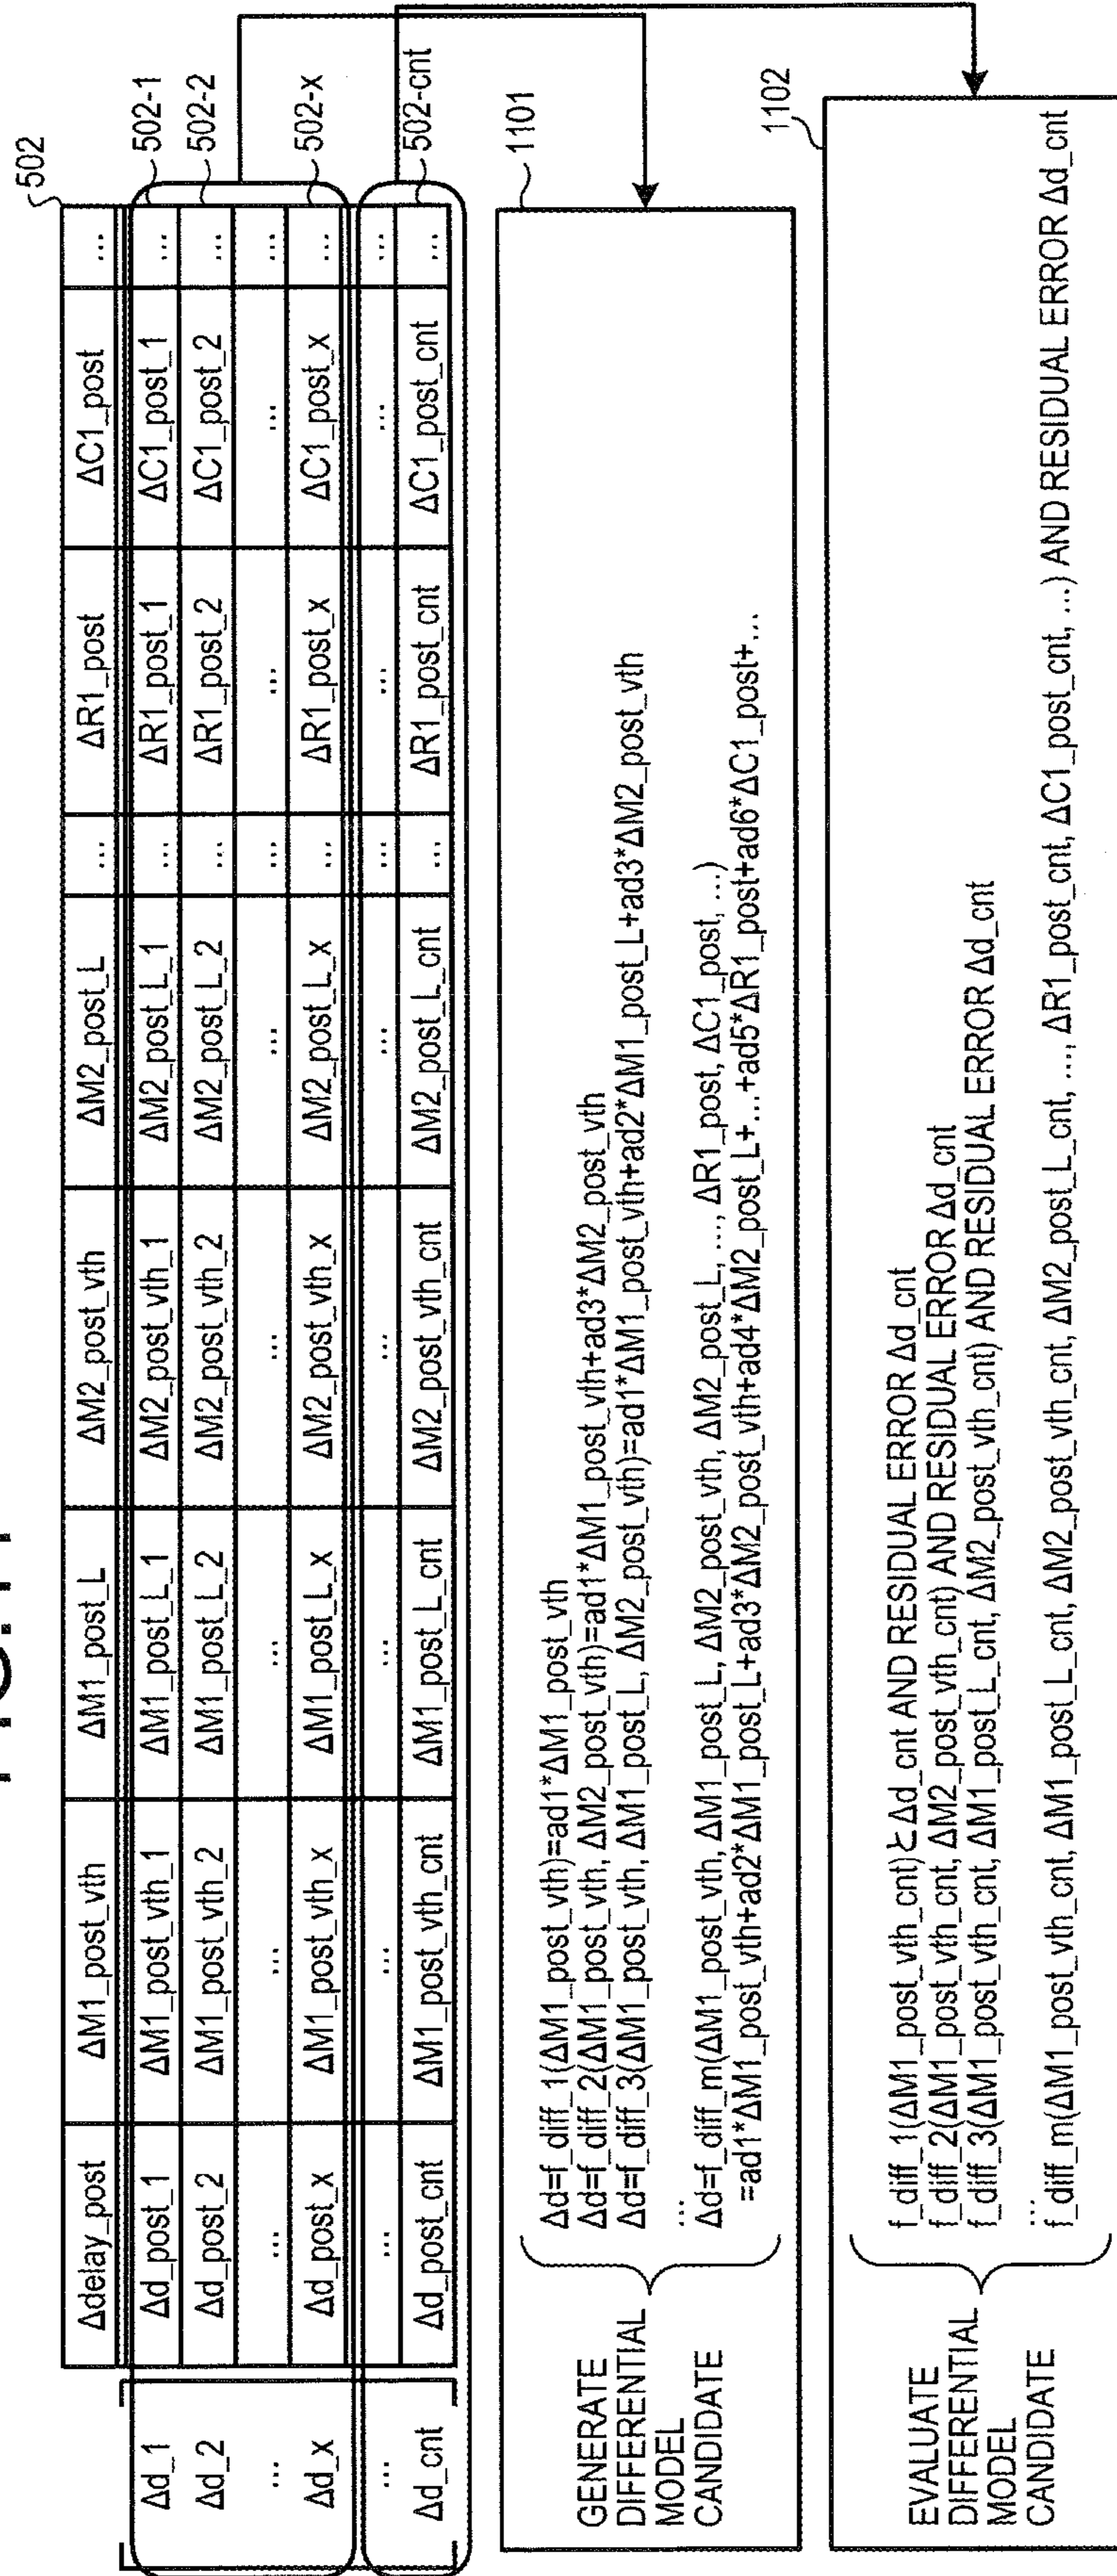 502
Δdelay_post ΔM1_post_vth ΔM1_post_L ΔM2_post_vth ΔM2_post_L ... ΔR1_post ΔC1_post ...
Δd_1 Δd_post_1 ΔM1_post_vth_1 ΔM1_post_L_1 ΔM2_post_vth_1 ΔM2_post_L_1 ... ΔR1_post_1 ΔC1_post_1 ... 502-1
Δd_2 Δd_post_2 ΔM1_post_vth_2 ΔM1_post_L_2 ΔM2_post_vth_2 ΔM2_post_L_2 ... ΔR1_post_2 ΔC1_post_2 ... 502-2
... ... ... ... ... ... ... ... ... ...
Δd_x Δd_post_x ΔM1_post_vth_x ΔM1_post_L_x ΔM2_post_vth_x ΔM2_post_L_x ... ΔR1_post_x ΔC1_post_x ... 502-x
... ... ... ... ... ... ... ... ... ...
Δd_cnt Δd_post_cnt ΔM1_post_vth_cnt ΔM1_post_L_cnt ΔM2_post_vth_cnt ΔM2_post_L_cnt ... ΔR1_post_cnt ΔC1_post_cnt ... 502-cnt
1101
GENERATE
DIFFERENTIAL
MODEL
CANDIDATE
Δd=f_diff_1(ΔM1_post_vth)=ad1*ΔM1_post_vth
Δd=f_diff_2(ΔM1_post_vth, ΔM2_post_vth)=ad1*ΔM1_post_vth+ad3*ΔM2_post_vth
Δd=f_diff_3(ΔM1_post_vth, ΔM1_post_L, ΔM2_post_vth)=ad1*ΔM1_post_vth+ad2*ΔM1_post_L+ad3*ΔM2_post_vth
...
Δd=f_diff_m(ΔM1_post_vth, ΔM1_post_L, ΔM2_post_vth, ΔM2_post_L, ..., ΔR1_post, ΔC1_post, ...)
=ad1*ΔM1_post_vth+ad2*ΔM1_post_L+ad3*ΔM2_post_vth+ad4*ΔM2_post_L+...+ad5*ΔR1_post+ad6*ΔC1_post+...
1102
EVALUATE
DIFFERENTIAL
MODEL
CANDIDATE
f_diff_1(ΔM1_post_vth_cnt)とΔd_cnt AND RESIDUAL ERROR Δd_cnt
f_diff_2(ΔM1_post_vth_cnt, ΔM2_post_vth_cnt) AND RESIDUAL ERROR Δd_cnt
f_diff_3(ΔM1_post_vth_cnt, ΔM1_post_L_cnt, ΔM2_post_vth_cnt) AND RESIDUAL ERROR Δd_cnt
...
f_diff_m(ΔM1_post_vth_cnt, ΔM1_post_L_cnt, ΔM2_post_vth_cnt, ΔM2_post_L_cnt, ..., ΔR1_post_cnt, ΔC1_post_cnt, ...) AND RESIDUAL ERROR Δd_cnt